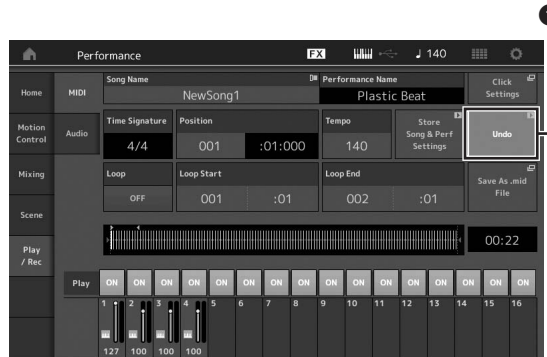 Performance FX 140
Home
MIDI
Song Name
NewSong1
Performance Name
Plastic Beat
Click
Settings
Motion
Control
Audio
Time Signature
4/4
Position
001 :01:000
Tempo
140
Store
Song & Perf
Settings
Undo
Mixing
Loop
OFF
Loop Start
001 :01
Loop End
002 :01
Save As .mid
File
Scene
Play
/ Rec
00:22
Play ON ON ON ON ON ON ON ON ON ON ON ON ON ON ON ON
1 2 3 4 5 6 7 8 9 10 11 12 13 14 15 16
127 100 100 100